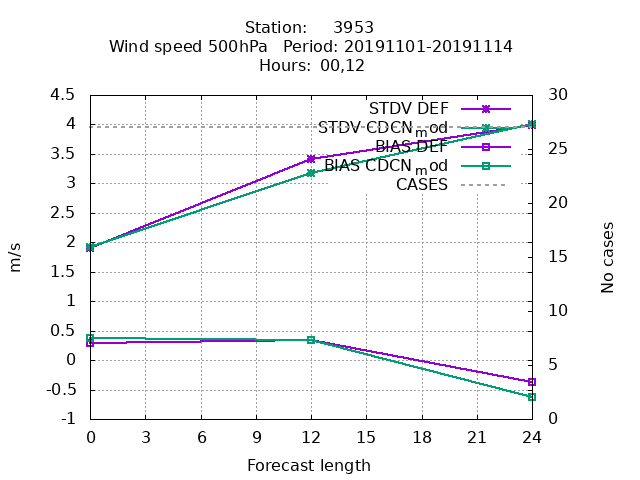 Station: 3953
Wind speed 500hPa Period: 20191101-20191114
Hours: 00,12
4.5
4
3.5
3
2.5
2
1.5
1
0.5
0
-0.5
-1
m/s
STDV DEF
STDV CDCNmod
BIAS DEF
BIAS CDCNmod
CASES
30
25
20
15
10
5
0
No cases
0 3 6 9 12 15 18 21 24
Forecast length